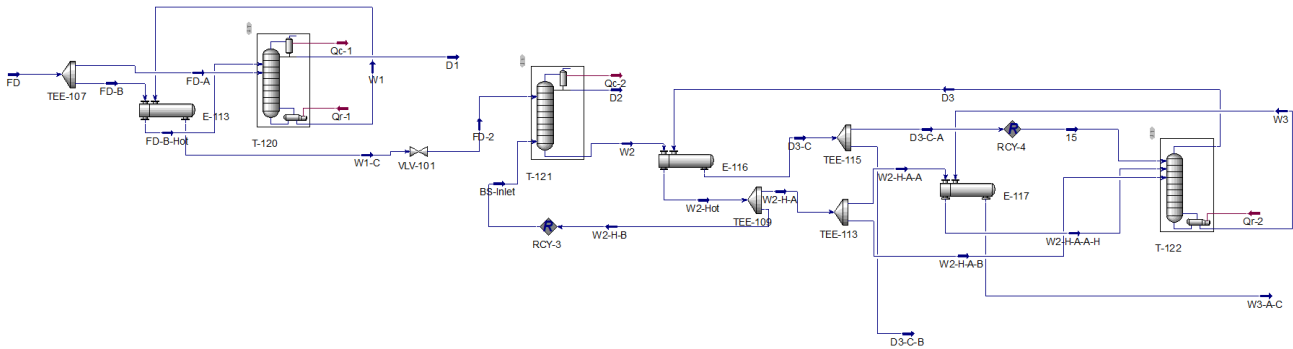 FD
TEE-107
FD-A
FD-B
E-113
FD-B-Hot
W1-C
Qc-1
Qr-1
T-120
W1
D1
VLV-101
FD-2
Qc-2
D2
T-121
BS-Inlet
W2
RCY-3
W2-H-B
E-116
W2-Hot
TEE-109
W2-H-A
D3
D3-C
TEE-115
D3-C-A
RCY-4
15
W3
W2-H-A-A
TEE-113
E-117
W2-H-A-A-H
W2-H-A-B
Qr-2
T-122
W3-A-C
D3-C-B
R
R